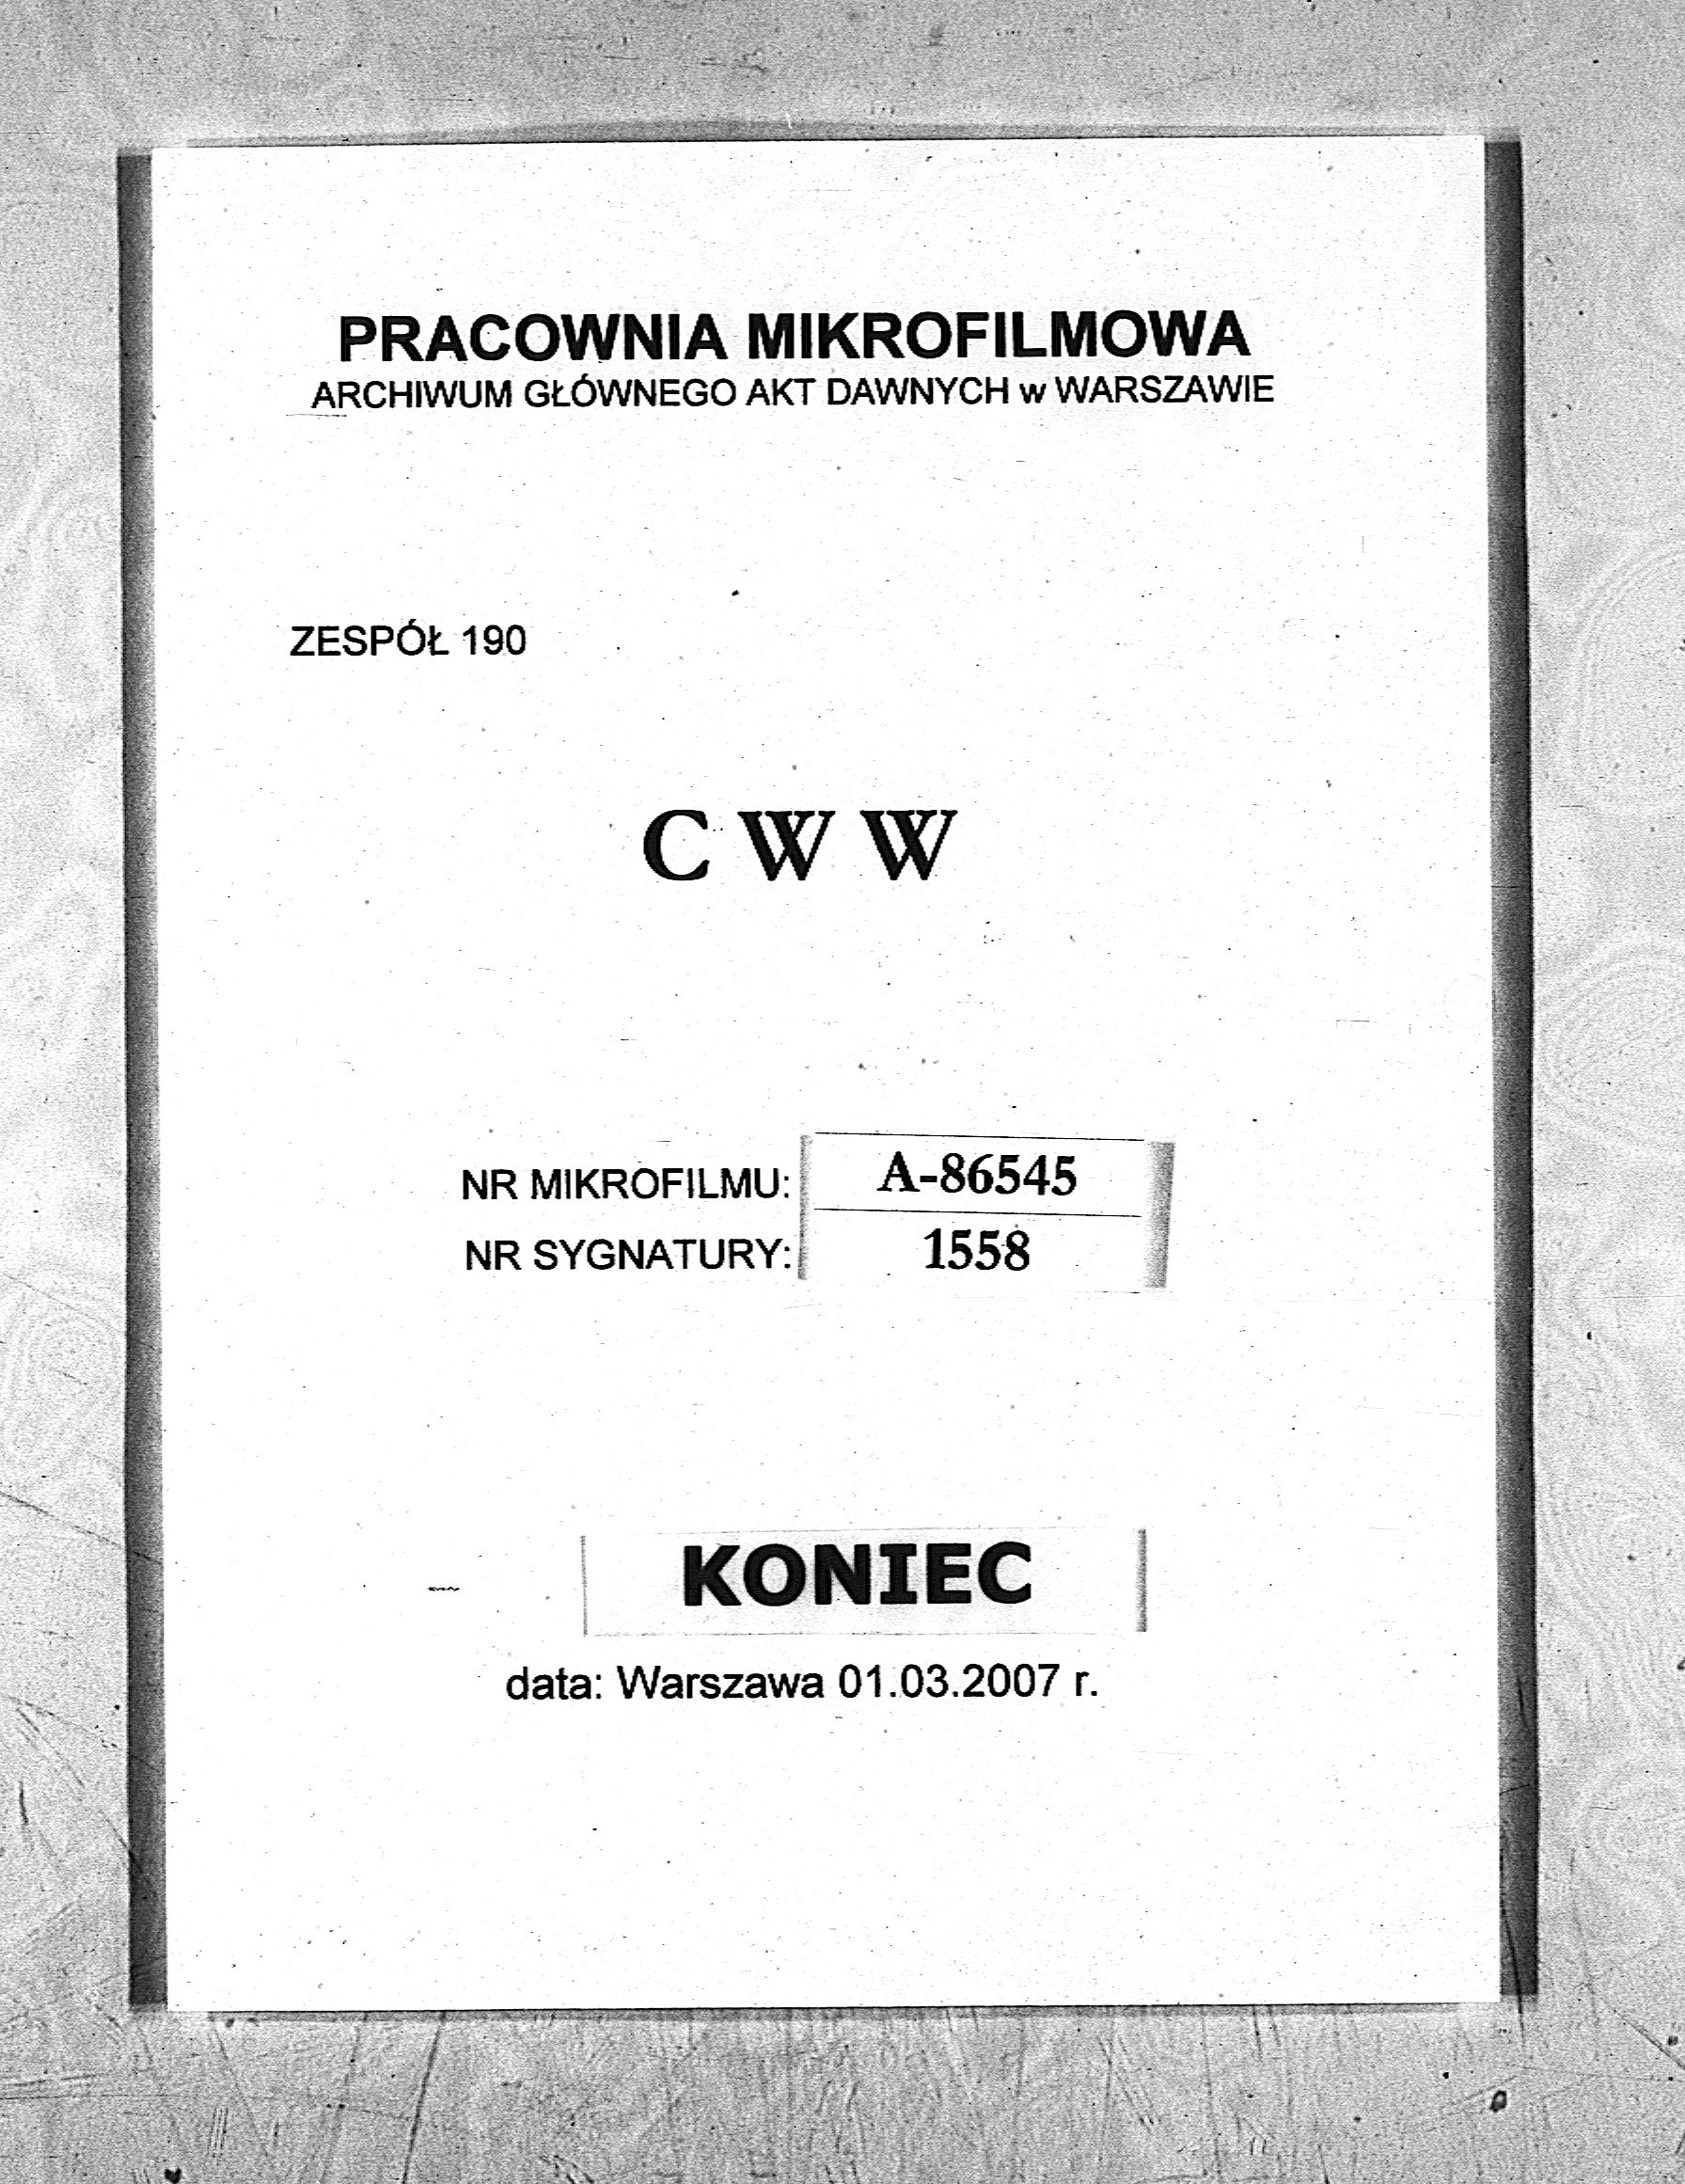 PRACOWNIA MIKROFILMOWA
ARCHIWUM GŁÓWNEGO AKT DAWNYCH w WARSZAWIE
ZESPÓŁ 190
C W W
NR MIKROFILMU: A-86545
NR SYGNATURY: 1558
KONIEC
data: Warszawa 01.03.2007 r.